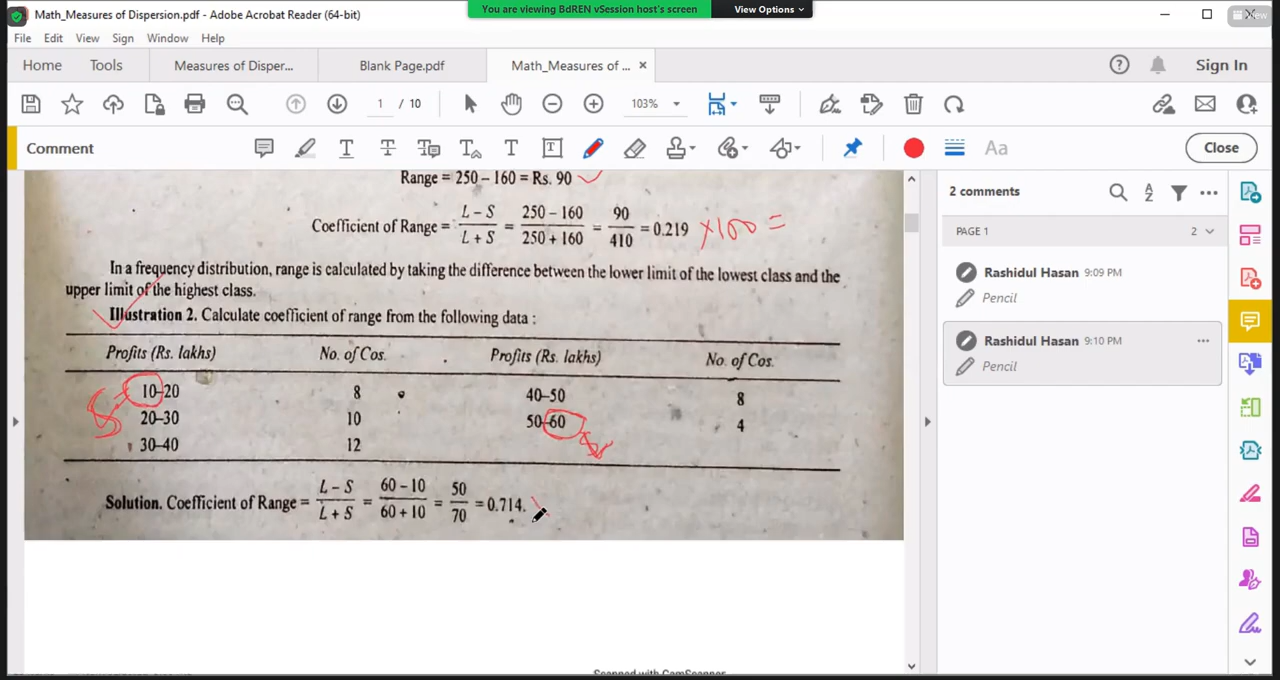 Math_Measures of Dispersion.pdf - Adobe Acrobat Reader (64-bit)
You are viewing BdREN vSession host's screen
View Options
View
File Edit View Sign Window Help
Home Tools Measures of Disper... Blank Page.pdf Math_Measures of ... ×
Sign In
1 / 10
103%
Comment
Close
Range = 250 – 160 = Rs. 90
Coefficient of Range = L – S / L + S = 250 – 160 / 250 + 160 = 90 / 410 = 0.219 ×100 =
In a frequency distribution, range is calculated by taking the difference between the lower limit of the lowest class and the
upper limit of the highest class.
Illustration 2. Calculate coefficient of range from the following data :
Profits (Rs. lakhs) No. of Cos. Profits (Rs. lakhs) No. of Cos.
10–20 8 40–50 8
20–30 10 50–60 4
30–40 12
Solution. Coefficient of Range = L – S / L + S = 60 – 10 / 60 + 10 = 50 / 70 = 0.714.
2 comments
PAGE 1 2
Rashidul Hasan 9:09 PM
Pencil
Rashidul Hasan 9:10 PM
Pencil